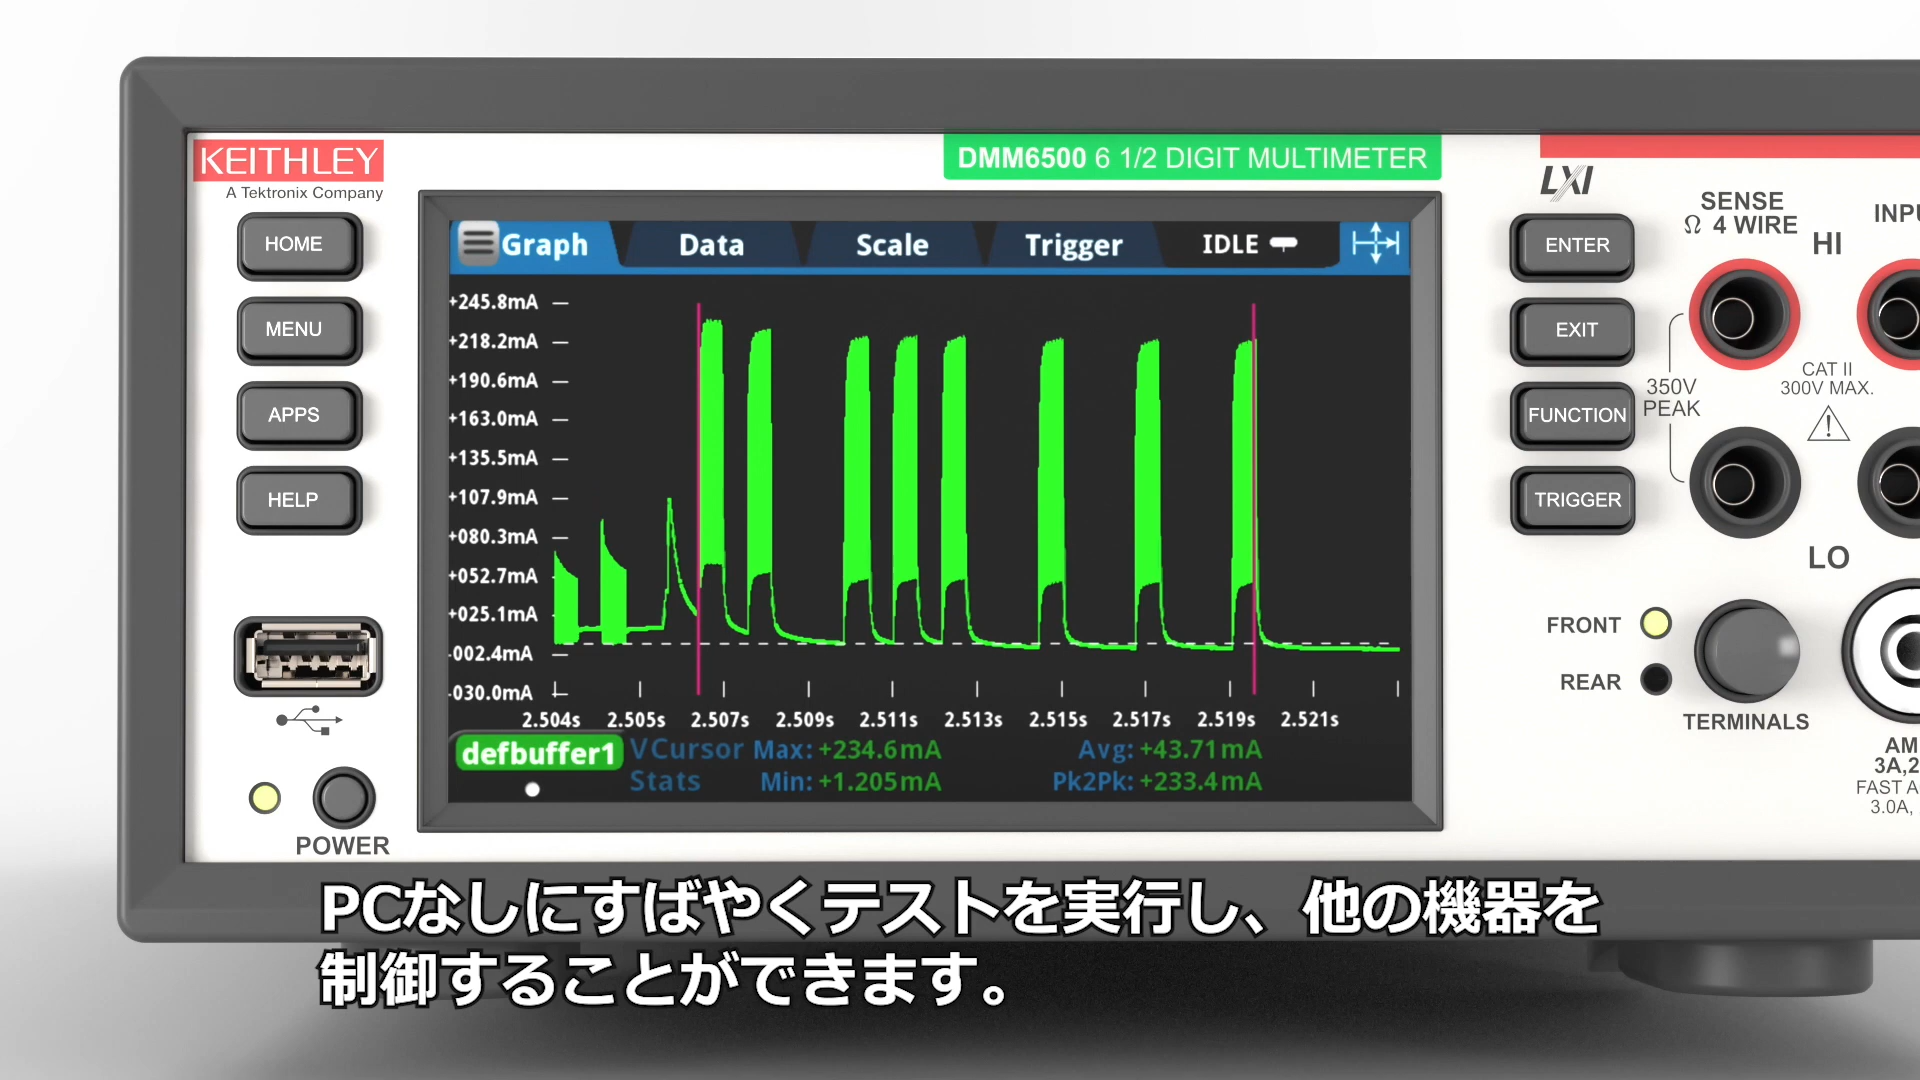 KEITHLEY
A Tektronix Company
DMM6500 6 1/2 DIGIT MULTIMETER
LXI
HOME
MENU
APPS
HELP
POWER
Graph
Data
Scale
Trigger
IDLE
+245.8mA
+218.2mA
+190.6mA
+163.0mA
+135.5mA
+107.9mA
+080.3mA
+052.7mA
+025.1mA
-002.4mA
-030.0mA
2.504s 2.505s 2.507s 2.509s 2.511s 2.513s 2.515s 2.517s 2.519s 2.521s
defbuffer1
VCursor Max: +234.6mA Avg: +43.71mA
Stats Min: +1.205mA Pk2Pk: +233.4mA
ENTER
EXIT
FUNCTION
TRIGGER
SENSE
Ω 4 WIRE
HI
350V
PEAK
CAT II
300V MAX.
LO
FRONT
REAR
TERMINALS
3.0A,
PCなしにすばやくテストを実行し、他の機器を
制御することができます。